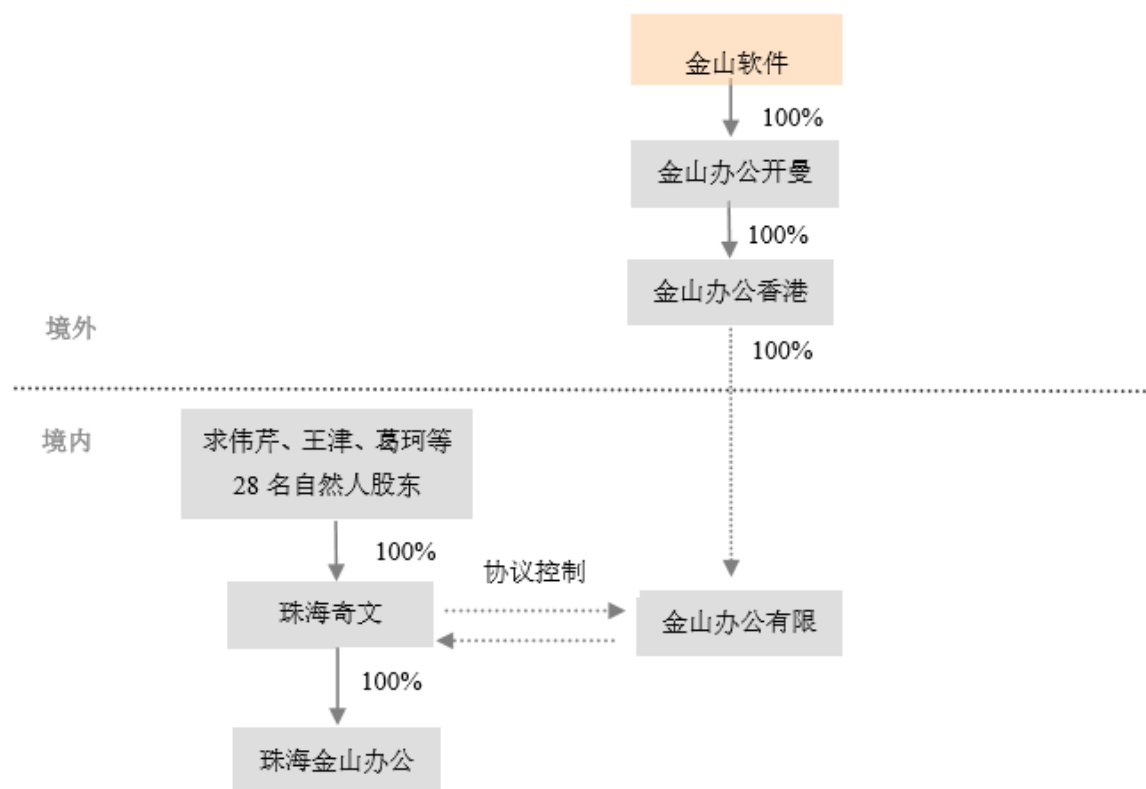 金山软件
100%
金山办公开曼
100%
金山办公香港
境外
100%
境内
求伟芹、王津、葛珂等
28 名自然人股东
100%
协议控制
珠海奇文
金山办公有限
100%
珠海金山办公